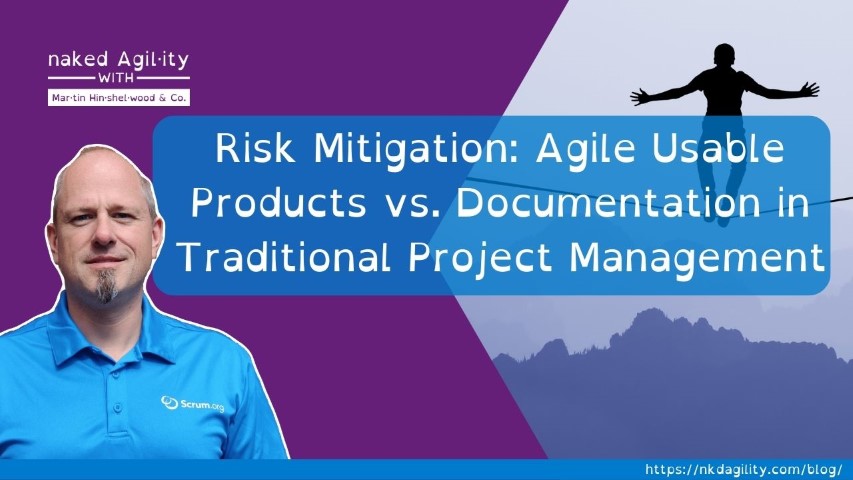 naked Agil·ity
WITH
Mar·tin Hin·shel·wood & Co.
Risk Mitigation: Agile Usable
Products vs. Documentation in
Traditional Project Management
Scrum.org
https://nkdagility.com/blog/